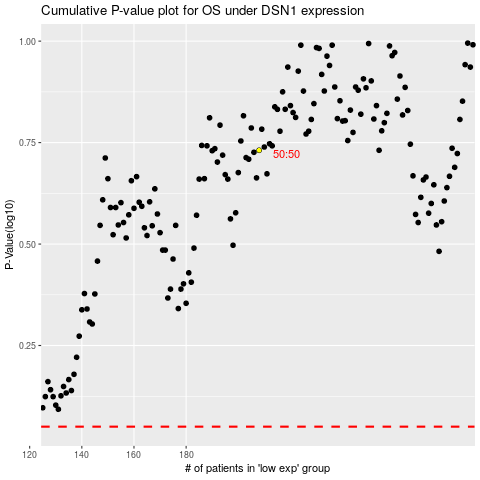 Cumulative P-value plot for OS under DSN1 expression
P-Value(log10)
1.00
0.75
0.50
0.25
50:50
120 140 160 180
# of patients in 'low exp' group